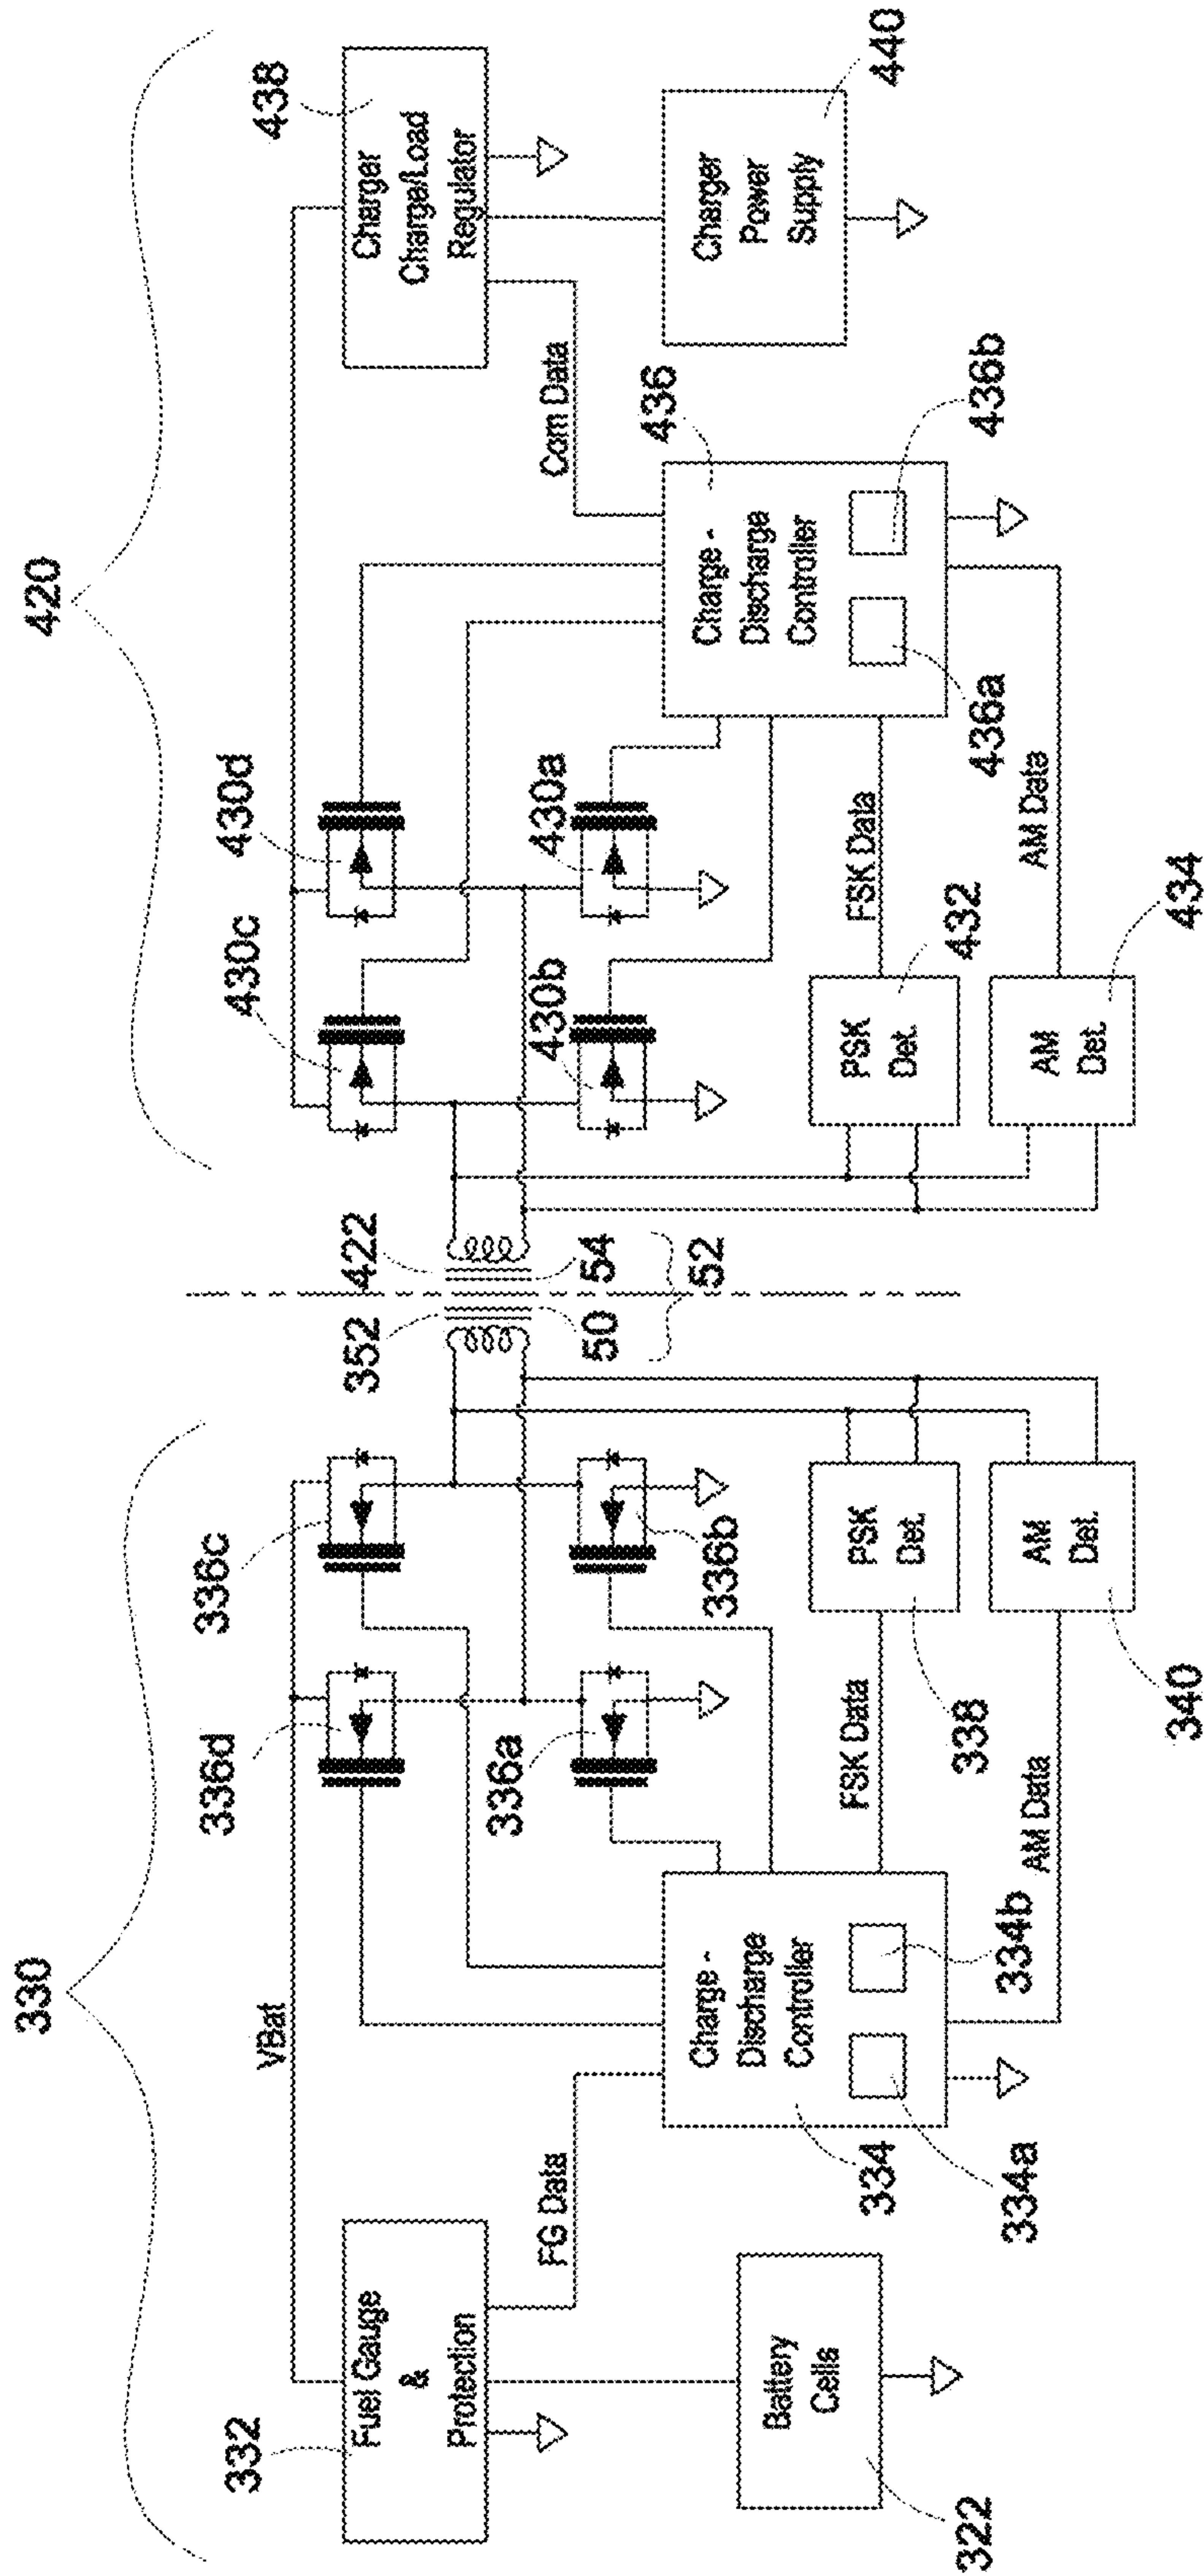 330
420
VBat
332
Fuel Gauge
&
Protection
336d
336c
430c
430d
438
Charger
Charge/Load
Regulator
352
422
FG Data
336a
336b
50
54
52
430b
430a
Com Data
322
Battery
Cells
334
334a
334b
Charge -
Discharge
Controller
FSK Data
AM Data
338
PSK
Det.
340
AM
Det.
PSK
Det.
432
AM
Det.
434
FSK Data
AM Data
436
Charge -
Discharge
Controller
436a
436b
Charger
Power
Supply
440